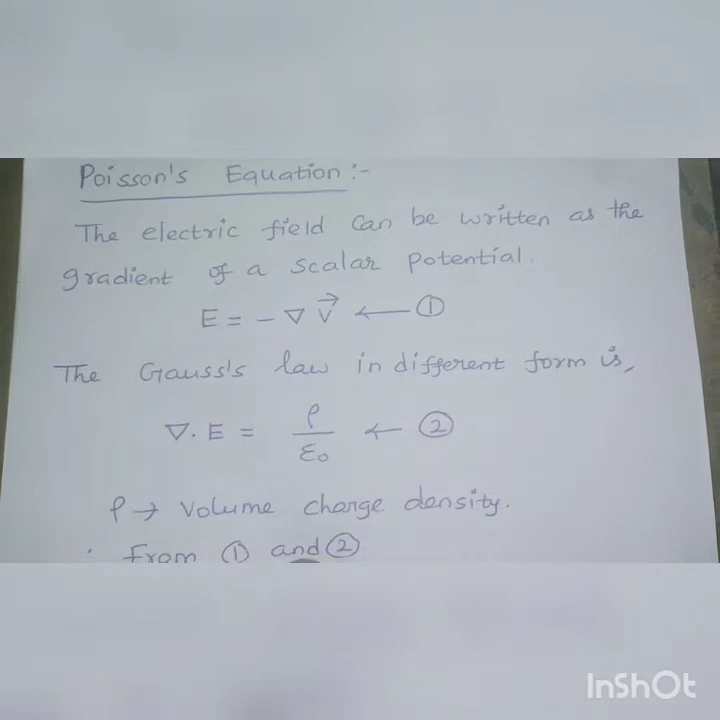 Poisson's Equation :-
The electric field can be written as the
gradient of a scalar potential.
E = - ∇ V⃗ ← ①
The Gauss's law in different form is,
∇. E = ρ/ε₀ ← ②
ρ → Volume charge density.
From ① and ②
InShOt